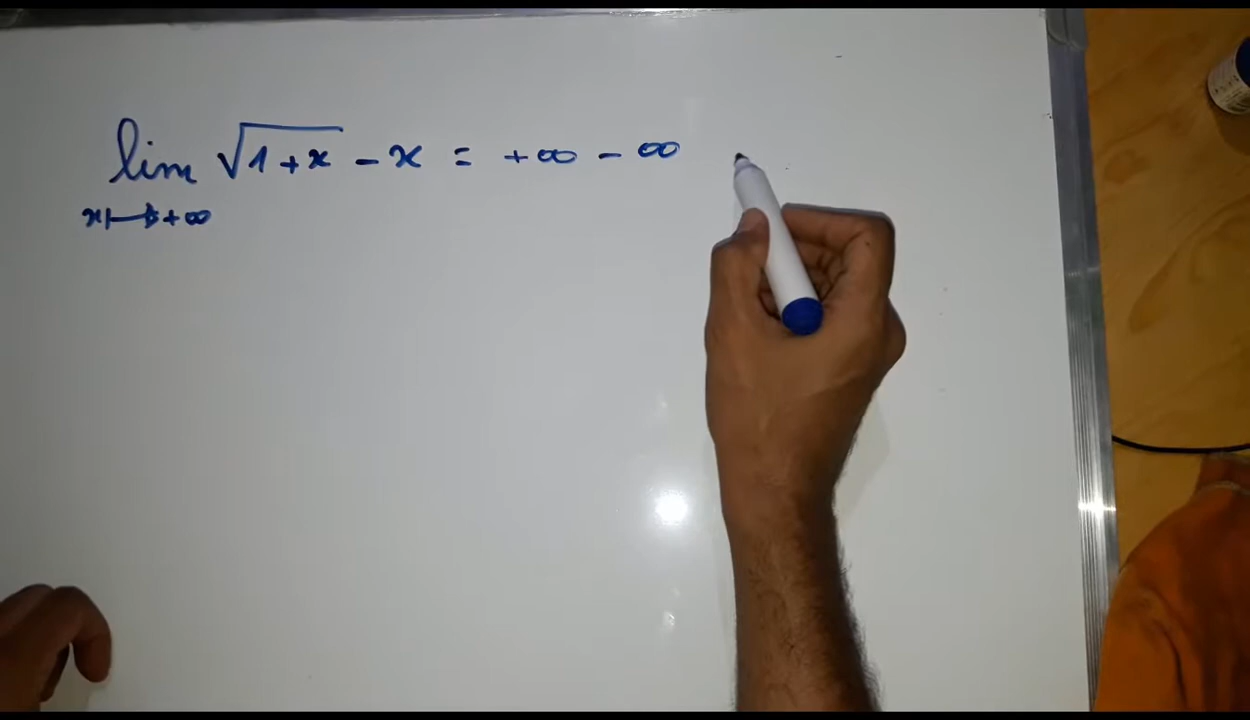 lim √1+x - x = +∞ - ∞
x↦+∞